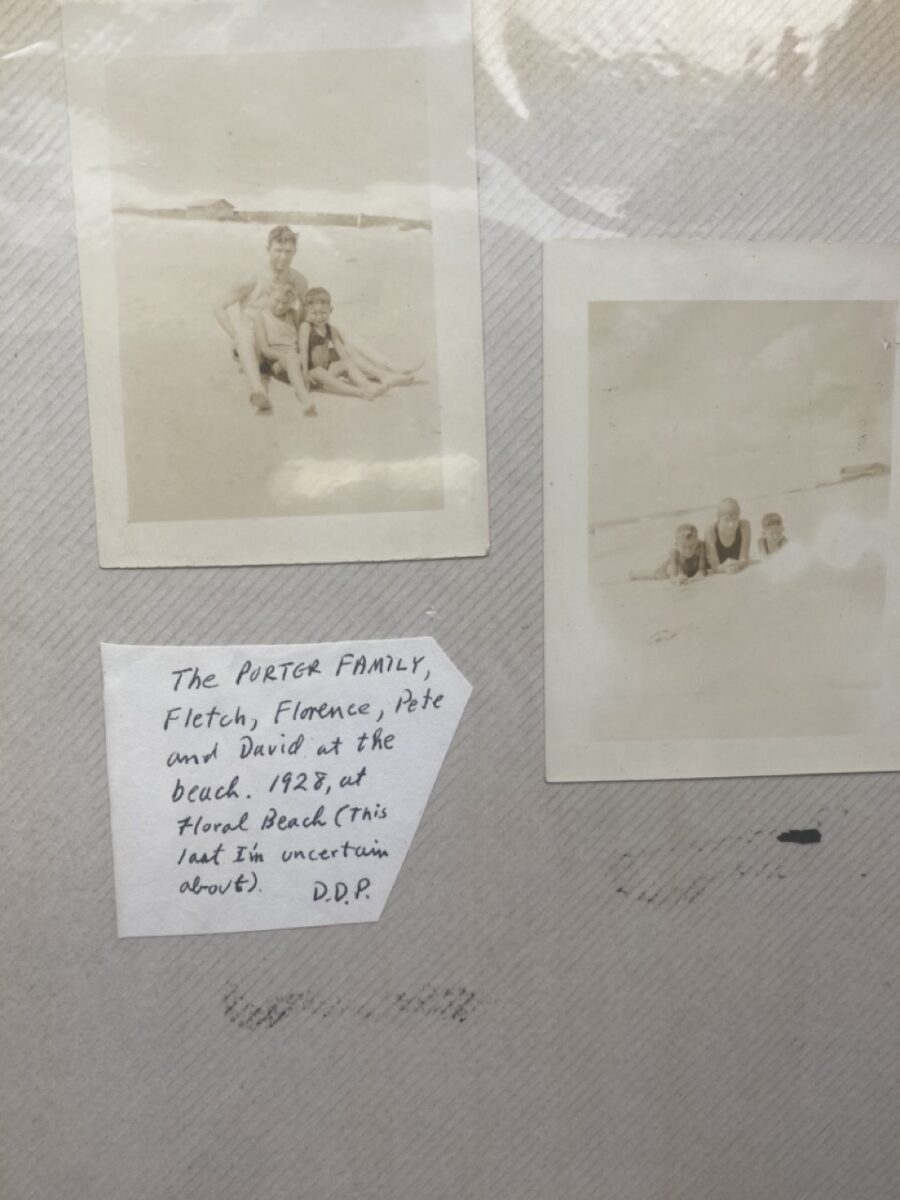 The PORTER FAMILY,
Fletch, Florence, Pete
and David at the
beach. 1928, at
Floral Beach (This
last I'm uncertain
about). D.D.P.